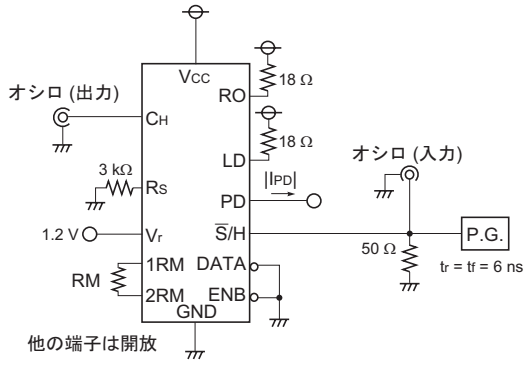 VCC
RO
18 Ω
オシロ (出力)
CH
LD
18 Ω
オシロ (入力)
3 kΩ
RS
PD
|IPD|
1.2 V
Vr
S̅/H
P.G.
50 Ω
tr = tf = 6 ns
1RM
DATA
RM
2RM
ENB
GND
他の端子は開放